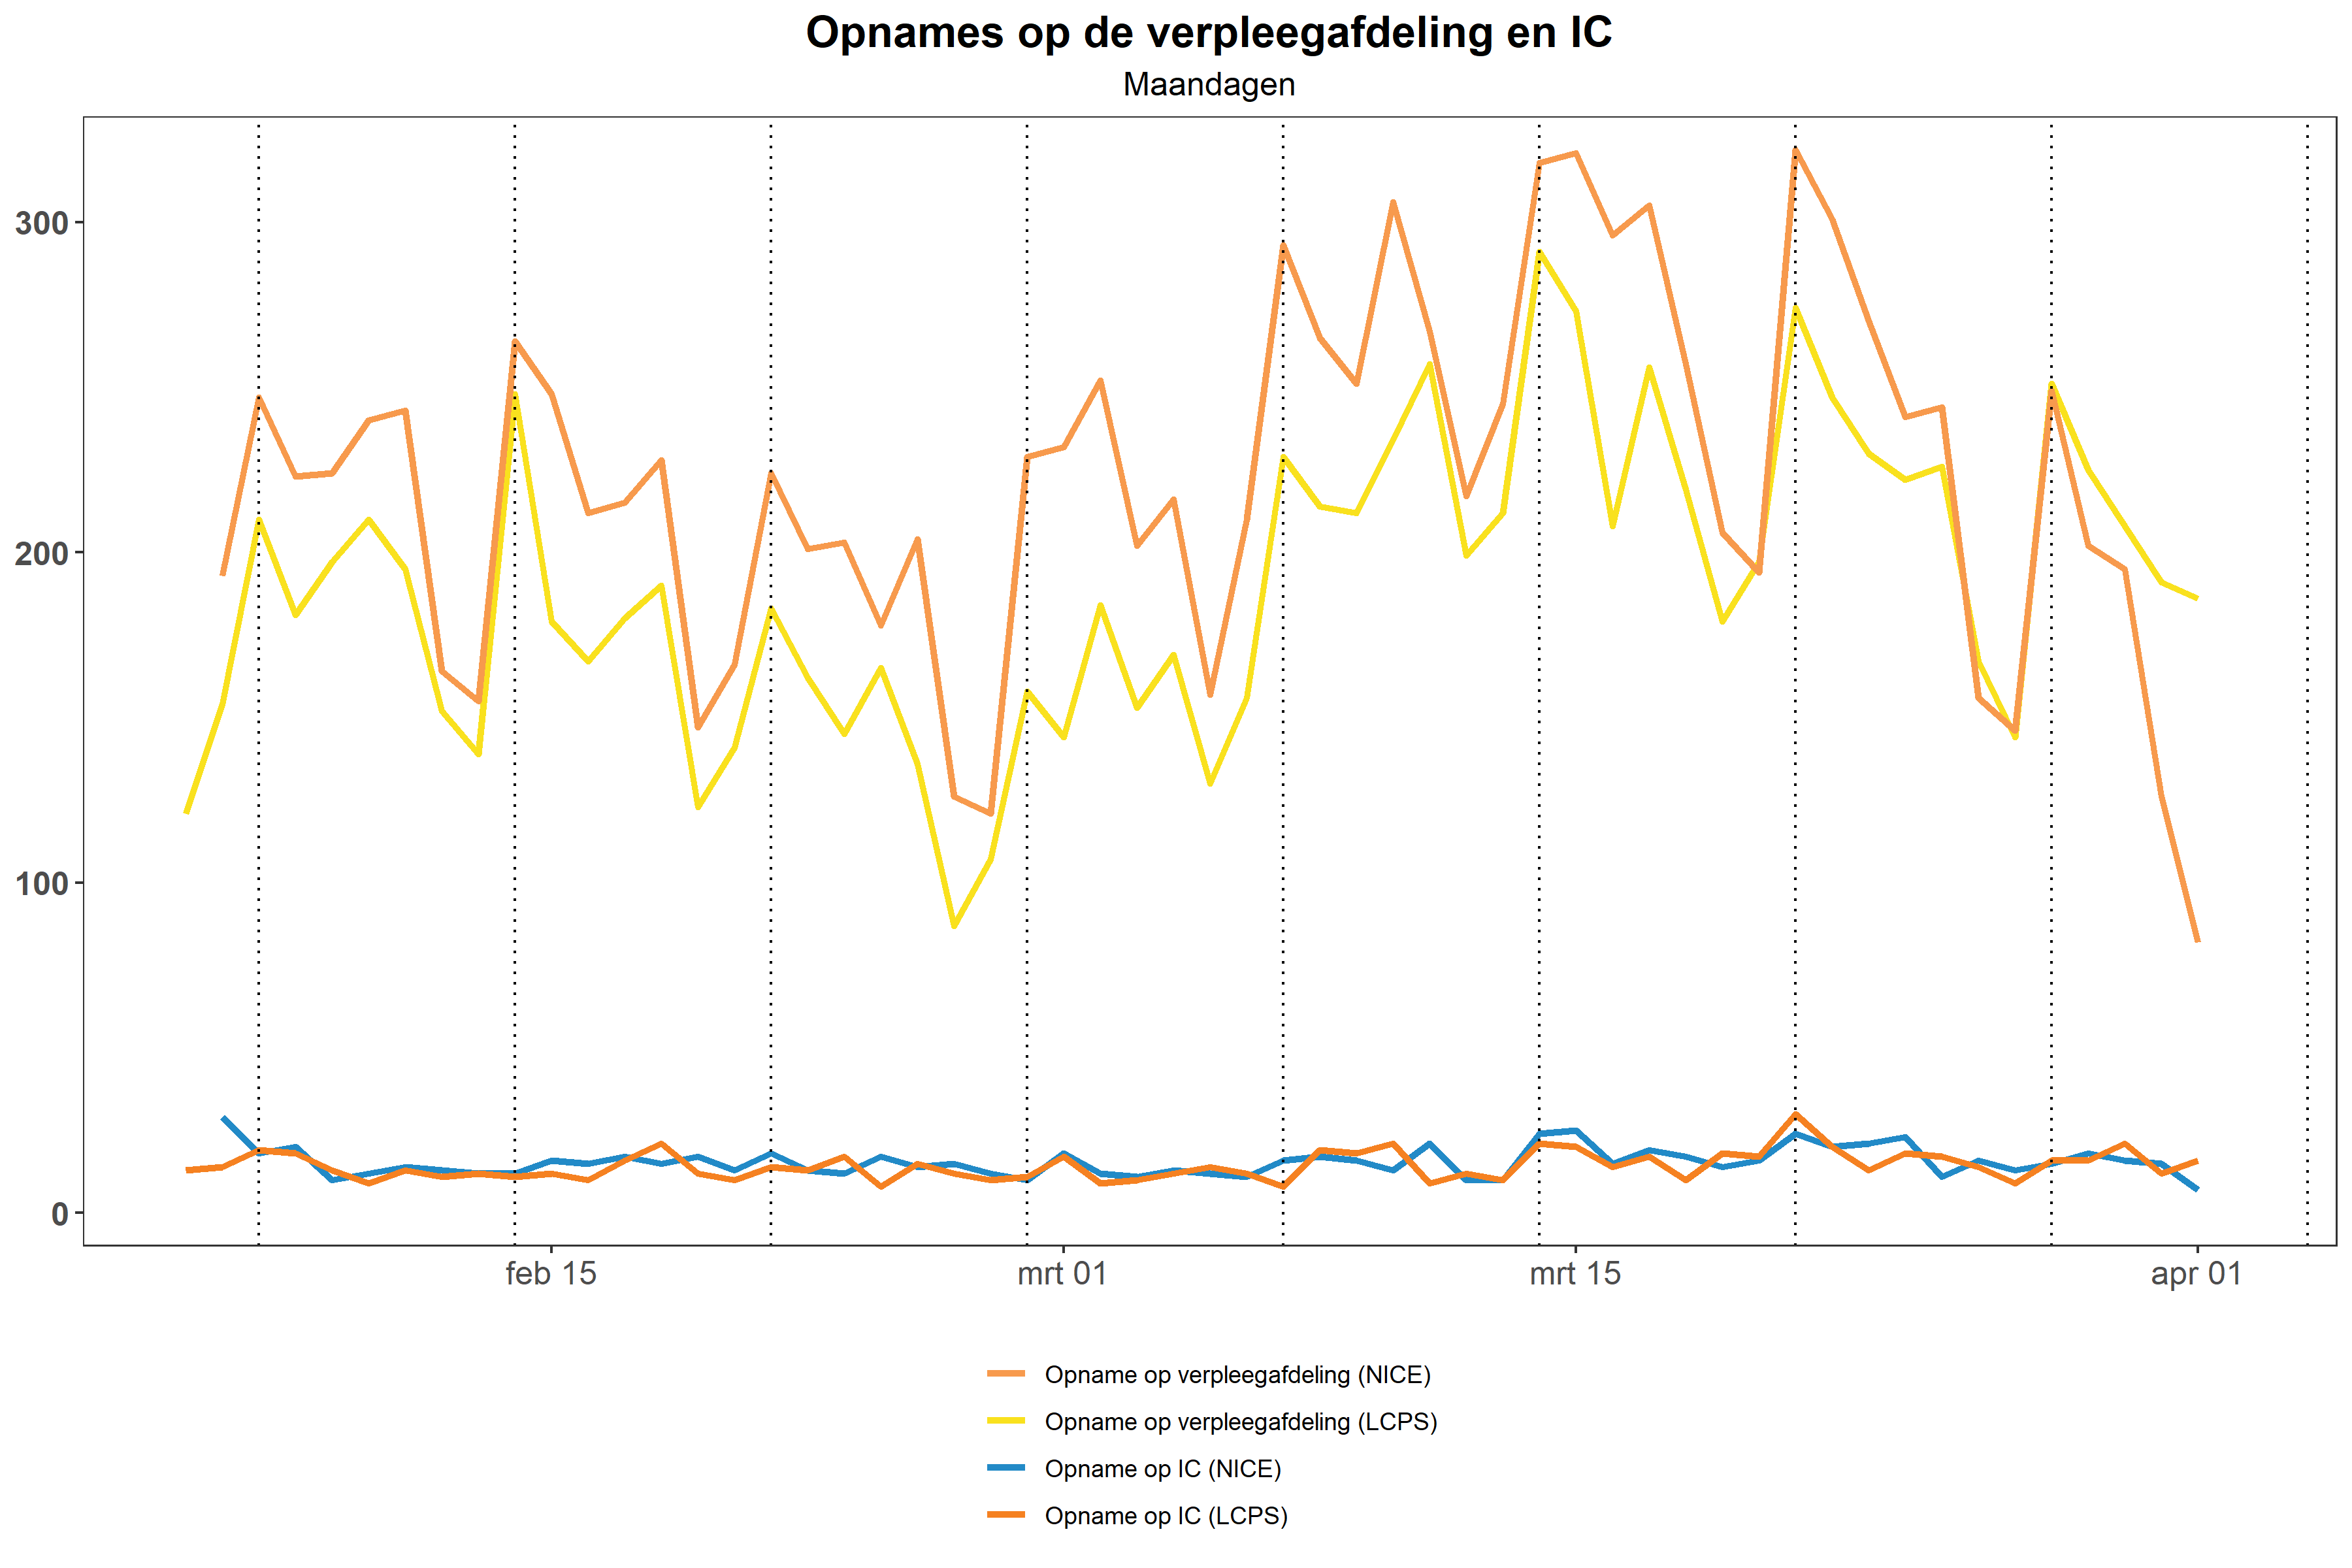 Opnames op de verpleegafdeling en IC
Maandagen
300
200
100
0
feb 15 mrt 01 mrt 15 apr 01
Opname op verpleegafdeling (NICE)
Opname op verpleegafdeling (LCPS)
Opname op IC (NICE)
Opname op IC (LCPS)